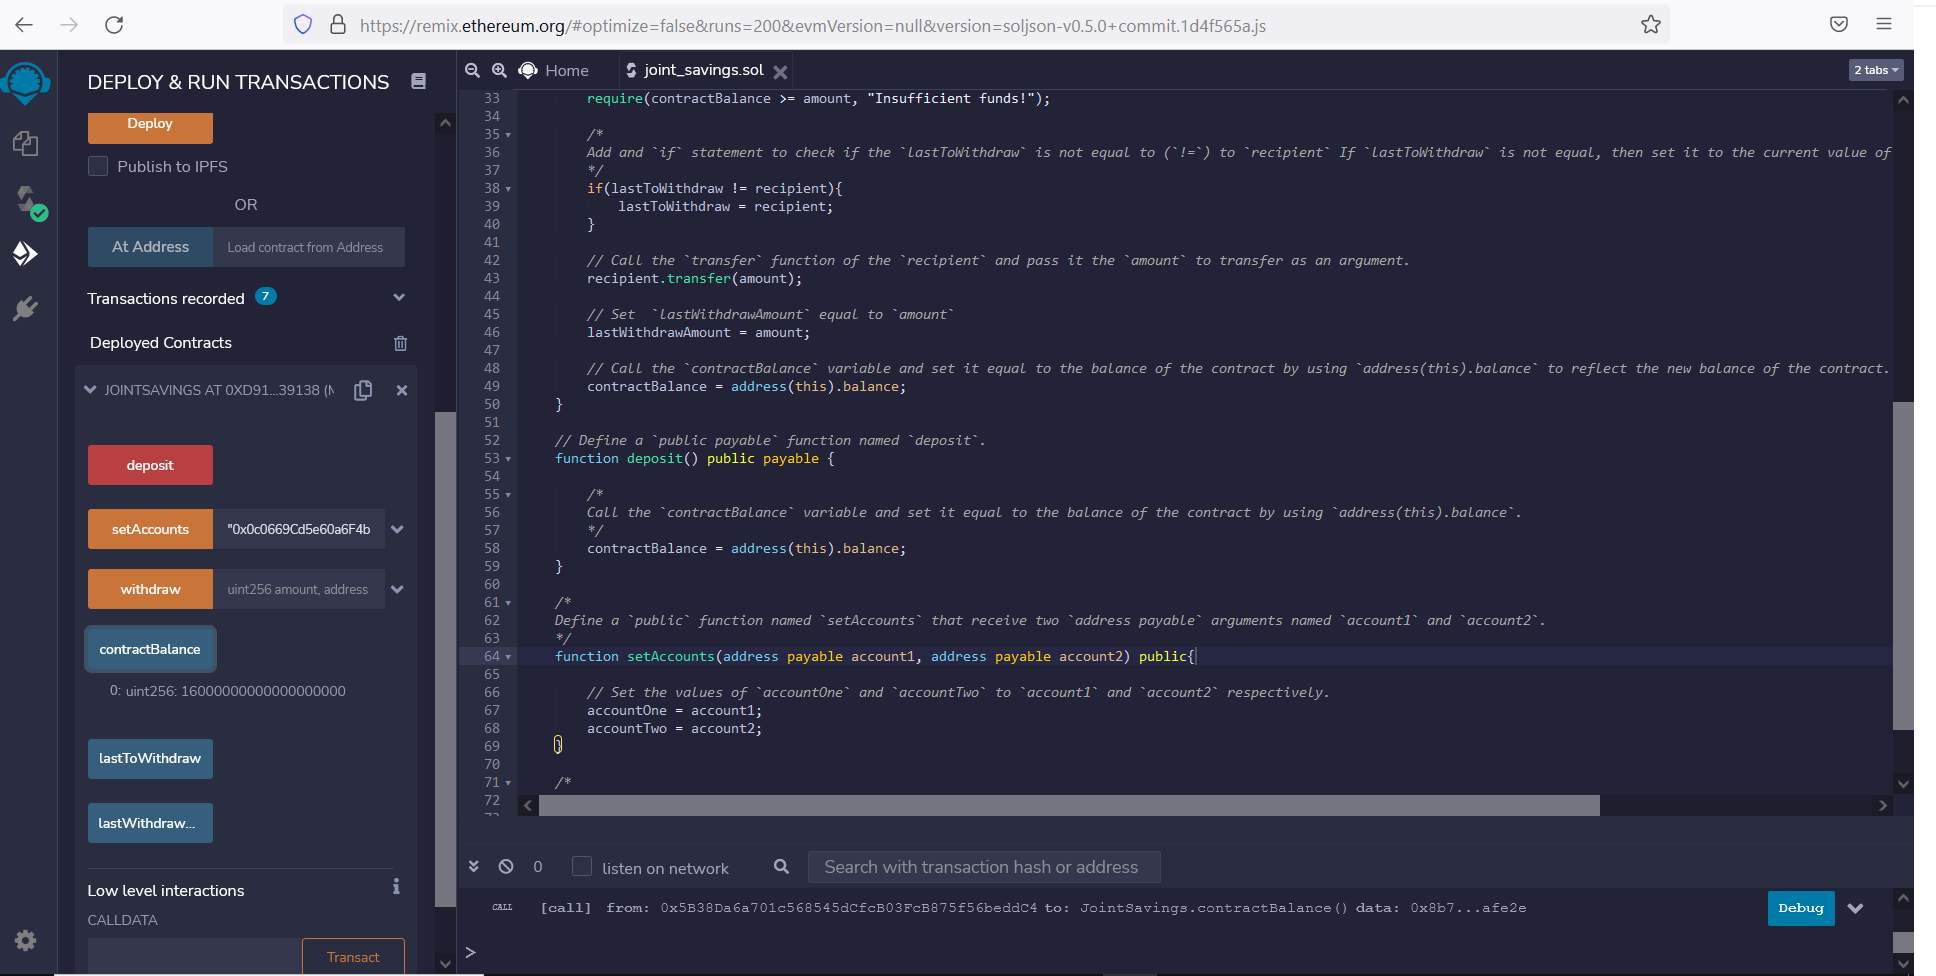 https://remix.ethereum.org/#optimize=false&runs=200&evmVersion=null&version=soljson-v0.5.0+commit.1d4f565a.js
DEPLOY & RUN TRANSACTIONS
Deploy
Publish to IPFS
OR
At Address
Load contract from Address
Transactions recorded 7
Deployed Contracts
JOINTSAVINGS AT 0XD91...39138 (M
deposit
setAccounts
"0x0c0669Cd5e60a6F4b
withdraw
uint256 amount, address
contractBalance
0: uint256: 16000000000000000000
lastToWithdraw
lastWithdraw...
Low level interactions
CALLDATA
Transact
Home
joint_savings.sol
2 tabs
33 require(contractBalance >= amount, "Insufficient funds!");
34
35 /*
36 Add and `if` statement to check if the `lastToWithdraw` is not equal to (`!=`) to `recipient` If `lastToWithdraw` is not equal, then set it to the current value of
37 */
38 if(lastToWithdraw != recipient){
39 lastToWithdraw = recipient;
40 }
41
42 // Call the `transfer` function of the `recipient` and pass it the `amount` to transfer as an argument.
43 recipient.transfer(amount);
44
45 // Set  `lastWithdrawAmount` equal to `amount`
46 lastWithdrawAmount = amount;
47
48 // Call the `contractBalance` variable and set it equal to the balance of the contract by using `address(this).balance` to reflect the new balance of the contract.
49 contractBalance = address(this).balance;
50 }
51
52 // Define a `public payable` function named `deposit`.
53 function deposit() public payable {
54
55 /*
56 Call the `contractBalance` variable and set it equal to the balance of the contract by using `address(this).balance`.
57 */
58 contractBalance = address(this).balance;
59 }
60
61 /*
62 Define a `public` function named `setAccounts` that receive two `address payable` arguments named `account1` and `account2`.
63 */
64 function setAccounts(address payable account1, address payable account2) public{
65
66 // Set the values of `accountOne` and `accountTwo` to `account1` and `account2` respectively.
67 accountOne = account1;
68 accountTwo = account2;
69 }
70
71 /*
72
0
listen on network
Search with transaction hash or address
CALL [call] from: 0x5B38Da6a701c568545dCfcB03FcB875f56beddC4 to: JointSavings.contractBalance() data: 0x8b7...afe2e
Debug
>